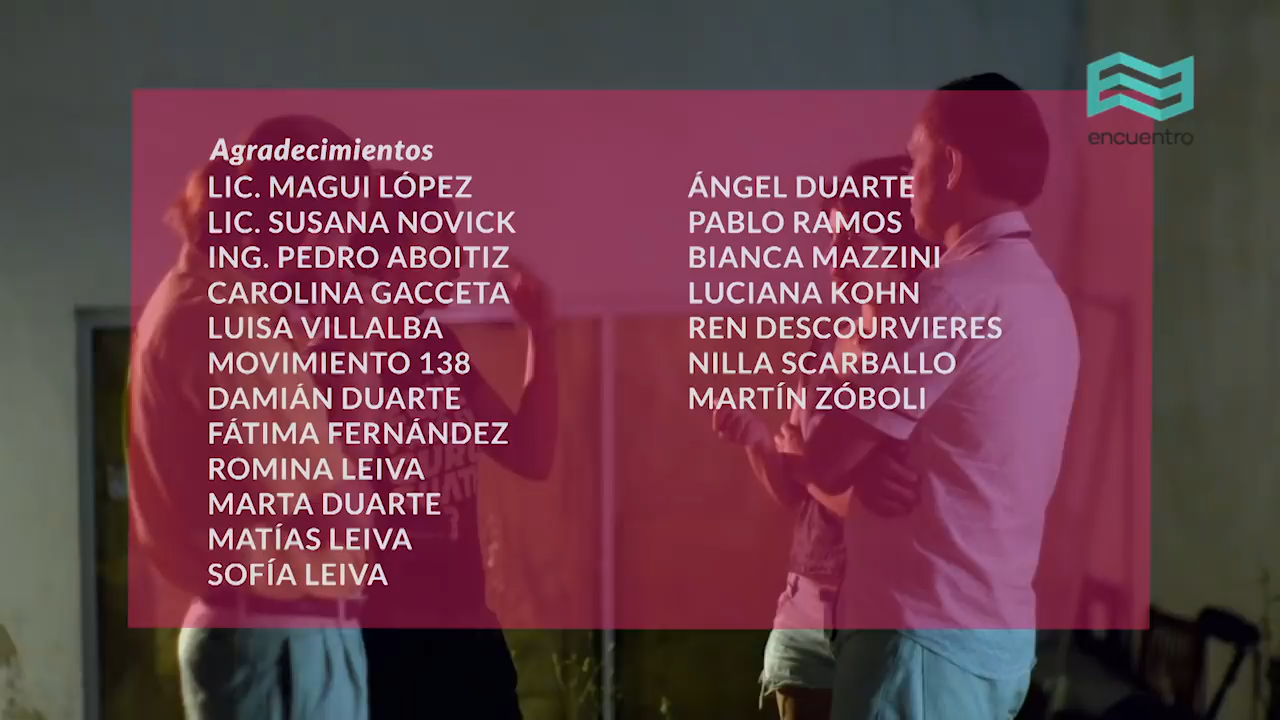 encuentro
Agradecimientos
LIC. MAGUI LÓPEZ
LIC. SUSANA NOVICK
ING. PEDRO ABOITIZ
CAROLINA GACCETA
LUISA VILLALBA
MOVIMIENTO 138
DAMIÁN DUARTE
FÁTIMA FERNÁNDEZ
ROMINA LEIVA
MARTA DUARTE
MATÍAS LEIVA
SOFÍA LEIVA
ÁNGEL DUARTE
PABLO RAMOS
BIANCA MAZZINI
LUCIANA KOHN
REN DESCOURVIERES
NILLA SCARBALLO
MARTÍN ZÓBOLI